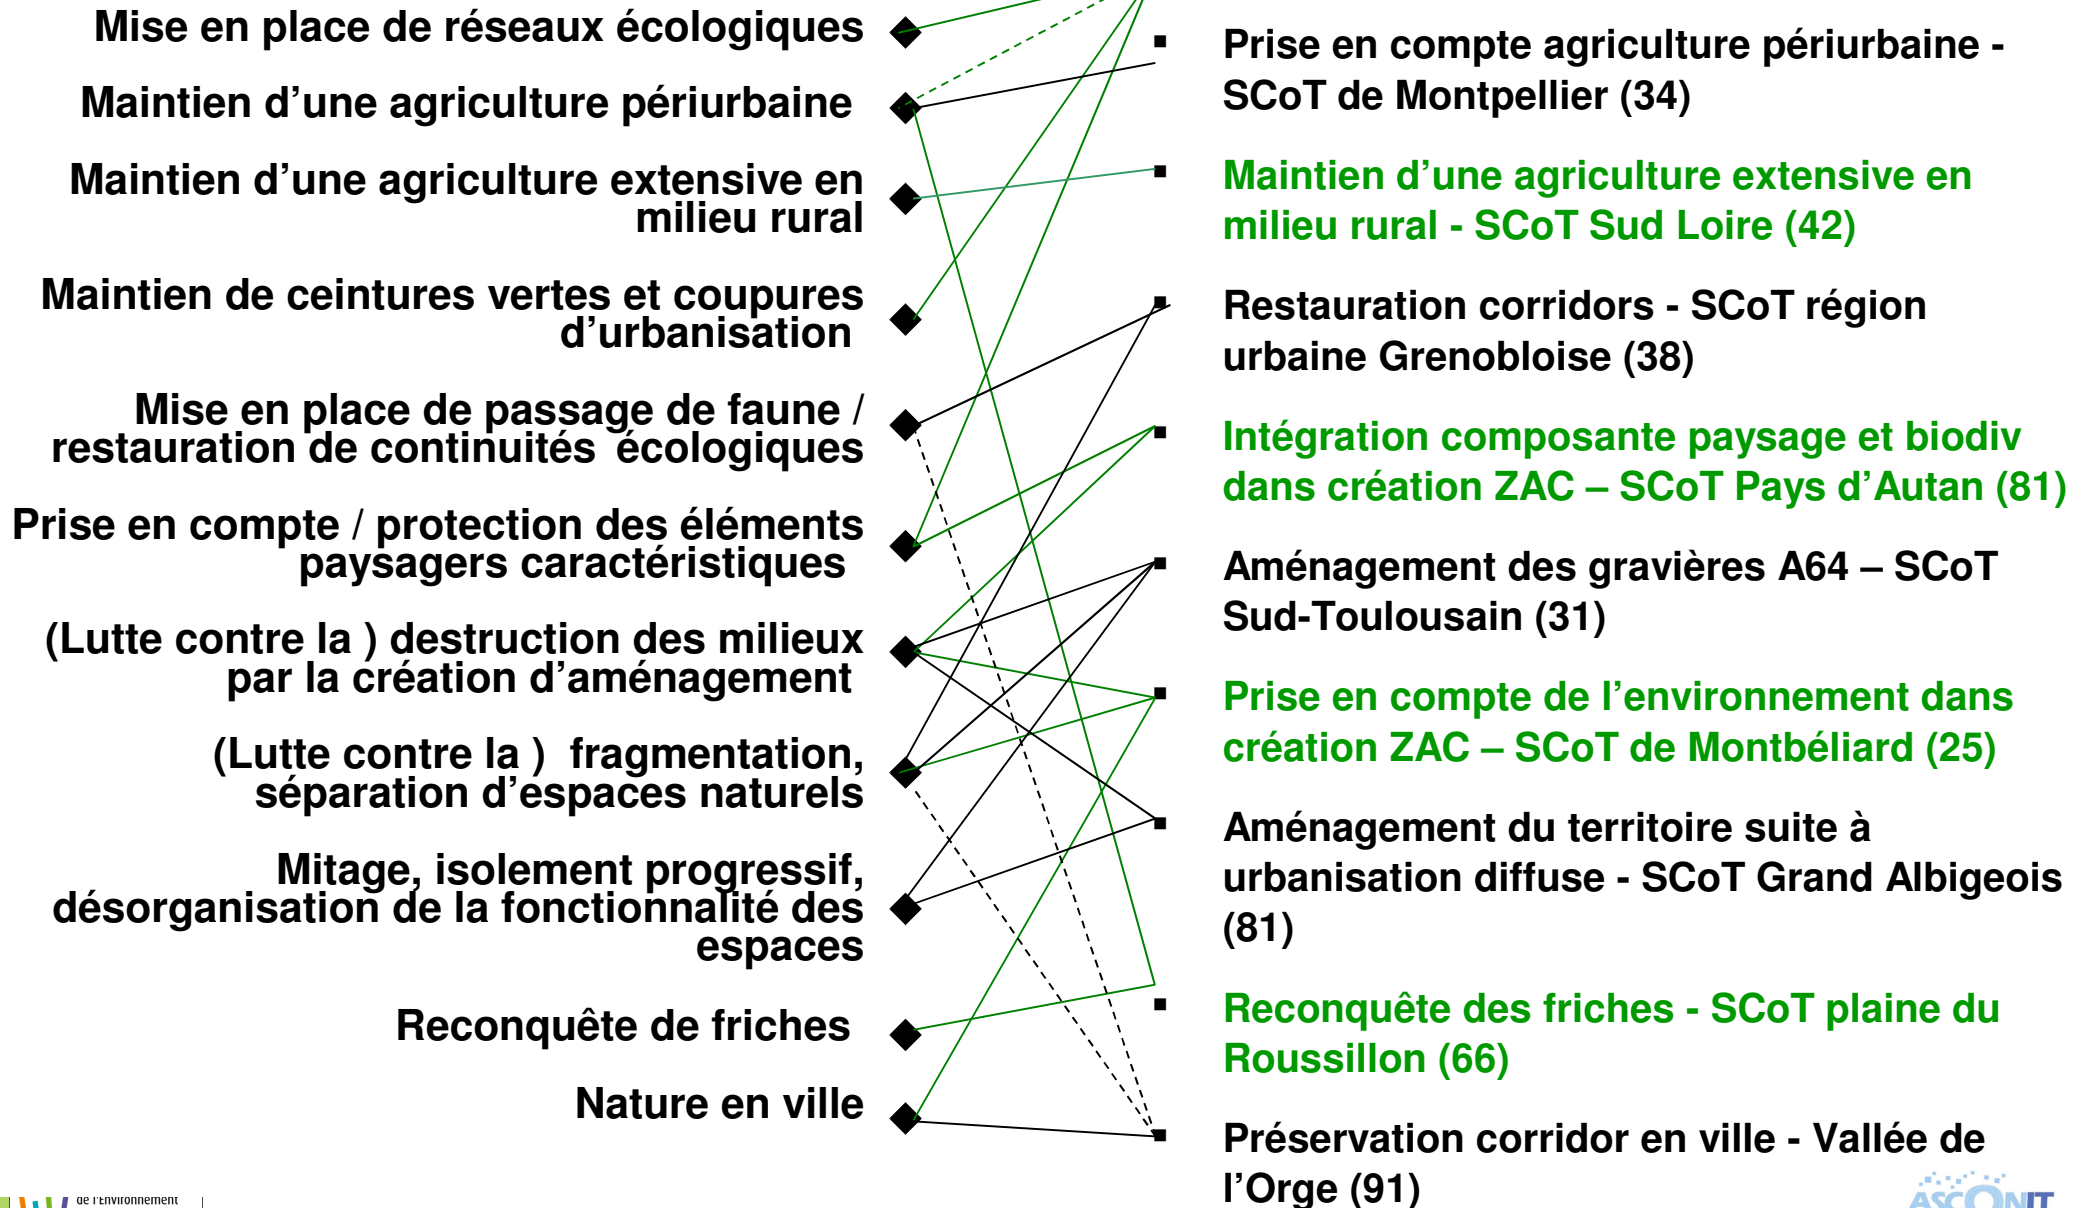 Mise en place de réseaux écologiques
Maintien d’une agriculture périurbaine
Maintien d’une agriculture extensive en
milieu rural
Maintien de ceintures vertes et coupures
d’urbanisation
Mise en place de passage de faune /
restauration de continuités écologiques
Prise en compte / protection des éléments
paysagers caractéristiques
(Lutte contre la ) destruction des milieux
par la création d’aménagement
(Lutte contre la ) fragmentation,
séparation d’espaces naturels
Mitage, isolement progressif,
désorganisation de la fonctionnalité des
espaces
Reconquête de friches
Nature en ville
Prise en compte agriculture périurbaine -
SCoT de Montpellier (34)
Maintien d’une agriculture extensive en
milieu rural - SCoT Sud Loire (42)
Restauration corridors - SCoT région
urbaine Grenobloise (38)
Intégration composante paysage et biodiv
dans création ZAC – SCoT Pays d’Autan (81)
Aménagement des gravières A64 – SCoT
Sud-Toulousain (31)
Prise en compte de l’environnement dans
création ZAC – SCoT de Montbéliard (25)
Aménagement du territoire suite à
urbanisation diffuse - SCoT Grand Albigeois
(81)
Reconquête des friches - SCoT plaine du
Roussillon (66)
Préservation corridor en ville - Vallée de
l’Orge (91)
de l’Environnement
ASCONIT